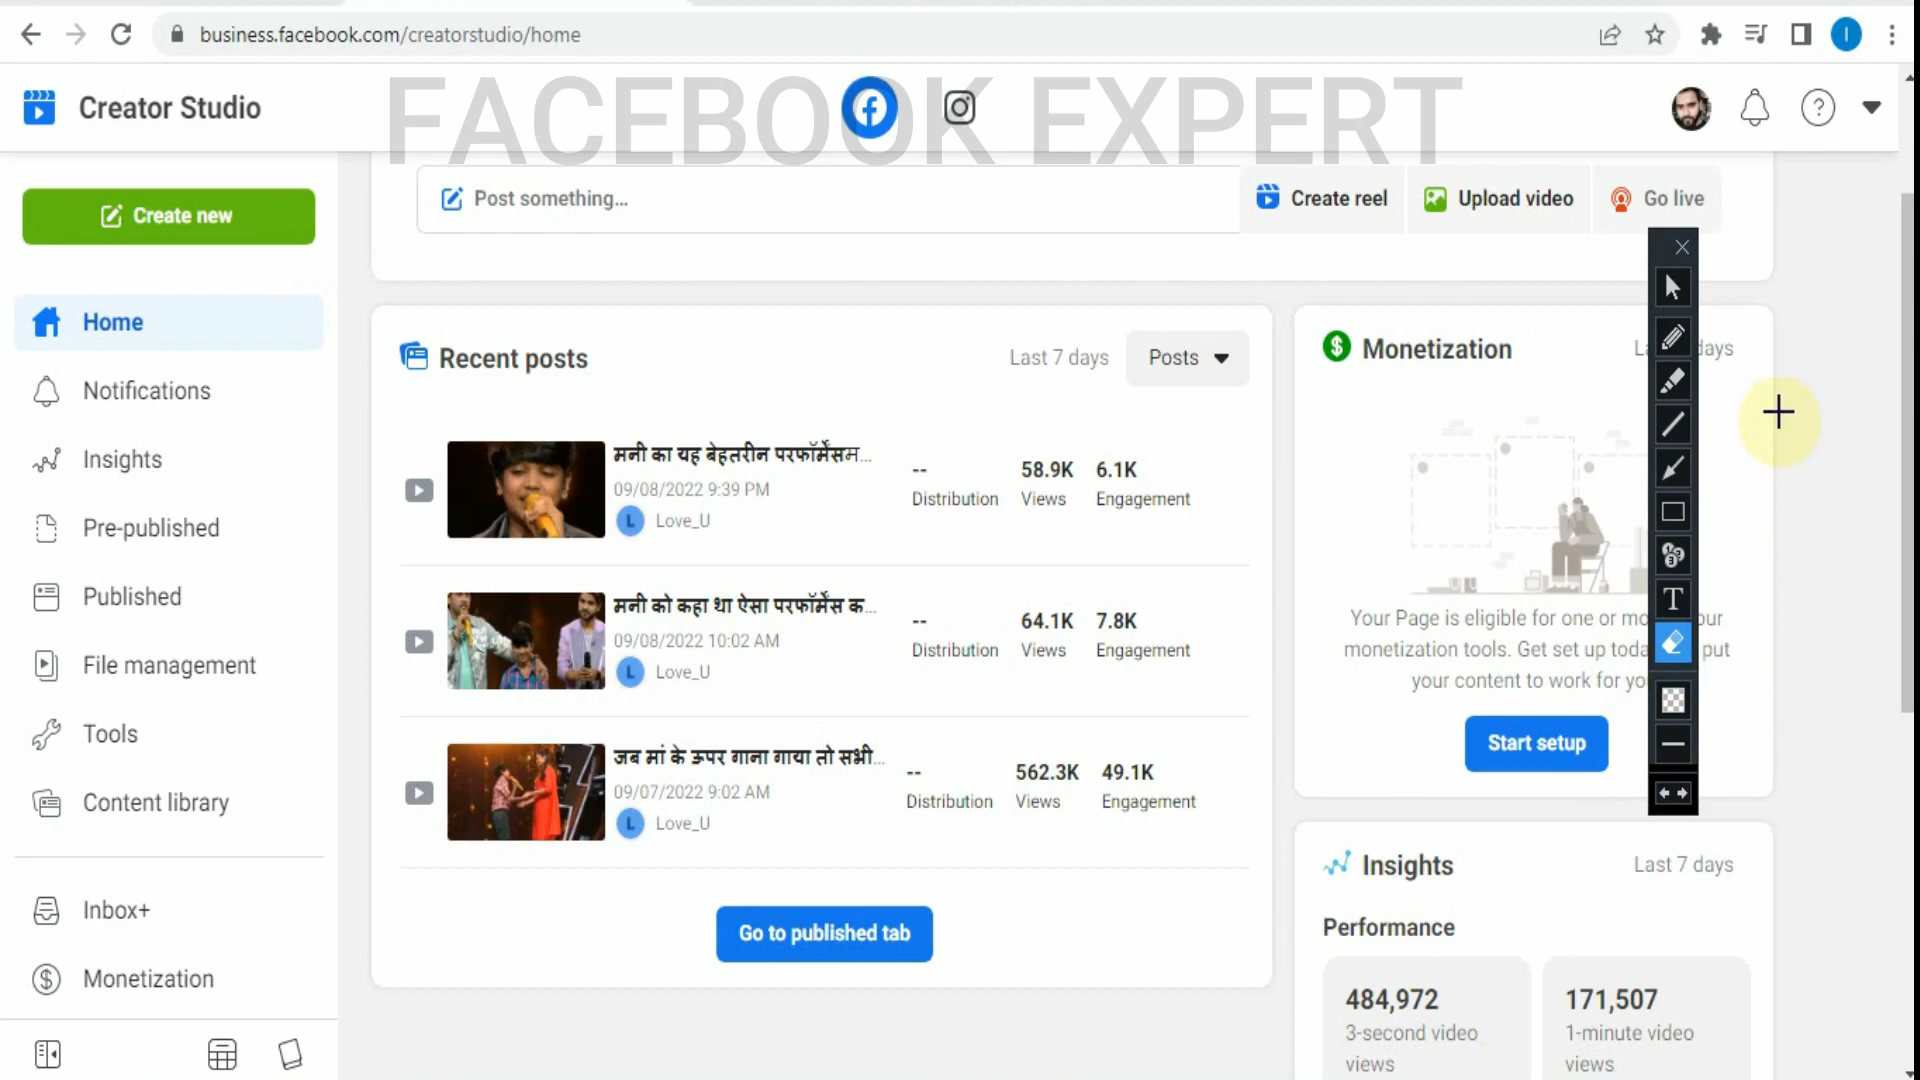 business.facebook.com/creatorstudio/home
I
FACEBOOK EXPERT
Creator Studio
Create new
Post something...
Create reel
Upload video
Go live
Home
Notifications
Insights
Pre-published
Published
File management
Tools
Content library
Inbox+
Monetization
Recent posts
Last 7 days
Posts
मनी का यह बेहतरीन परफॉर्मेंसम...
09/08/2022 9:39 PM
L Love_U
--
Distribution
58.9K
Views
6.1K
Engagement
मनी को कहा था ऐसा परफॉर्मेंस क...
09/08/2022 10:02 AM
L Love_U
--
Distribution
64.1K
Views
7.8K
Engagement
जब मां के ऊपर गाना गाया तो सभी...
09/07/2022 9:02 AM
L Love_U
--
Distribution
562.3K
Views
49.1K
Engagement
Go to published tab
Monetization
days
Your Page is eligible for one or
monetization tools. Get set up put
your content to work for
Start setup
T
Insights
Last 7 days
Performance
484,972
3-second video
views
171,507
1-minute video
views